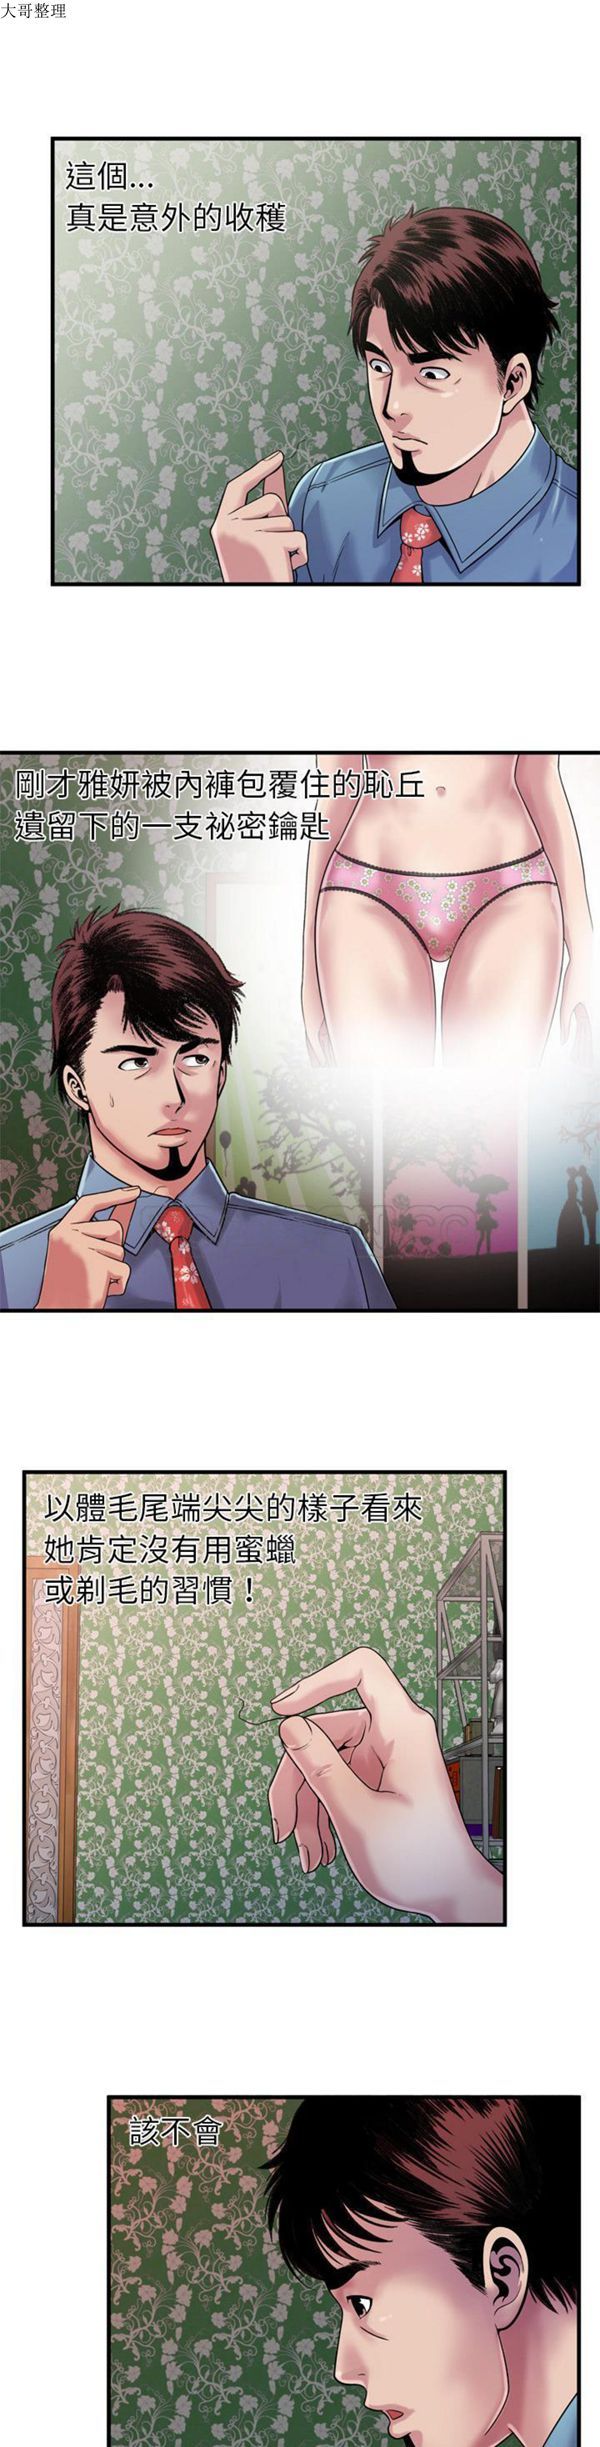 大哥整理
這個...
真是意外的收穫
剛才雅妍被內褲包覆住的恥丘
遺留下的一支祕密鑰匙
以體毛尾端尖尖的樣子看來
她肯定沒有用蜜蠟
或剃毛的習慣！
該不會